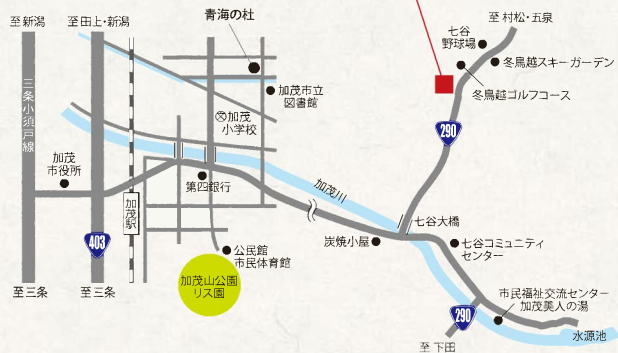 至新潟
至田上・新潟
青海の杜
至村松・五泉
七谷
野球場
冬鳥越スキーガーデン
冬鳥越ゴルフコース
三条小須戸線
加茂市立
図書館
文加茂
小学校
290
加茂
市役所
第四銀行
加茂川
加茂駅
七谷大橋
403
炭焼小屋
七谷コミュニティ
センター
公民館
市民体育館
加茂山公園
リス園
至三条
至三条
市民福祉交流センター
加茂美人の湯
290
水源池
至下田